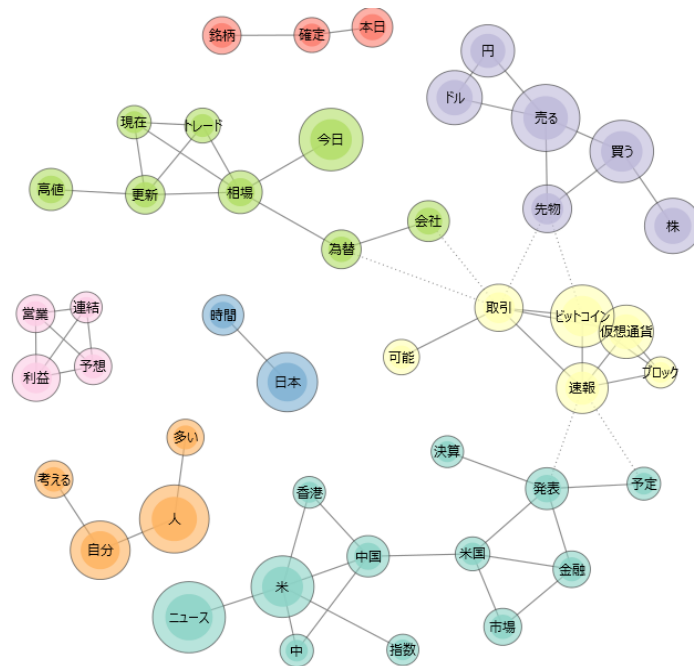 銘柄
確定
本日
円
ドル
売る
買う
先物
株
現在
トレード
今日
高値
更新
相場
為替
会社
取引
ビットコイン
仮想通貨
可能
速報
ブロック
営業
連結
利益
予想
時間
日本
多い
考える
人
自分
決算
発表
予定
香港
中国
米国
金融
米
ニュース
市場
中
指数